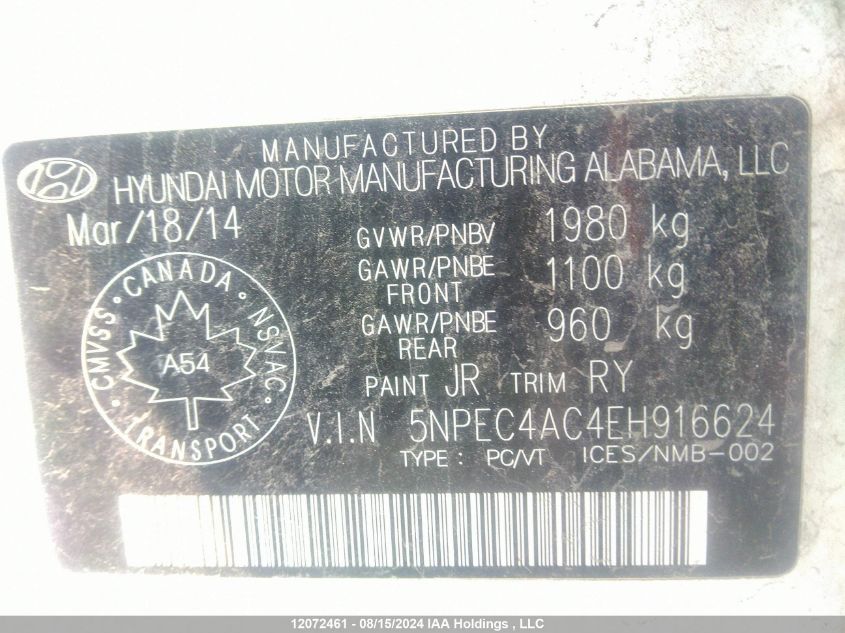 MANUFACTURED BY
HYUNDAI MOTOR MANUFACTURING ALABAMA, LLC
Mar/18/14
GVWR/PNBV 1980 kg
GAWR/PNBE FRONT 1100 kg
GAWR/PNBE REAR 960 kg
CANADA · NSVAC · TRANSPORT · CMVSS
A54
PAINT JR TRIM RY
V.I.N 5NPEC4AC4EH916624
TYPE : PC/VT ICES/NMB-002
12072461 - 08/15/2024 IAA Holdings , LLC